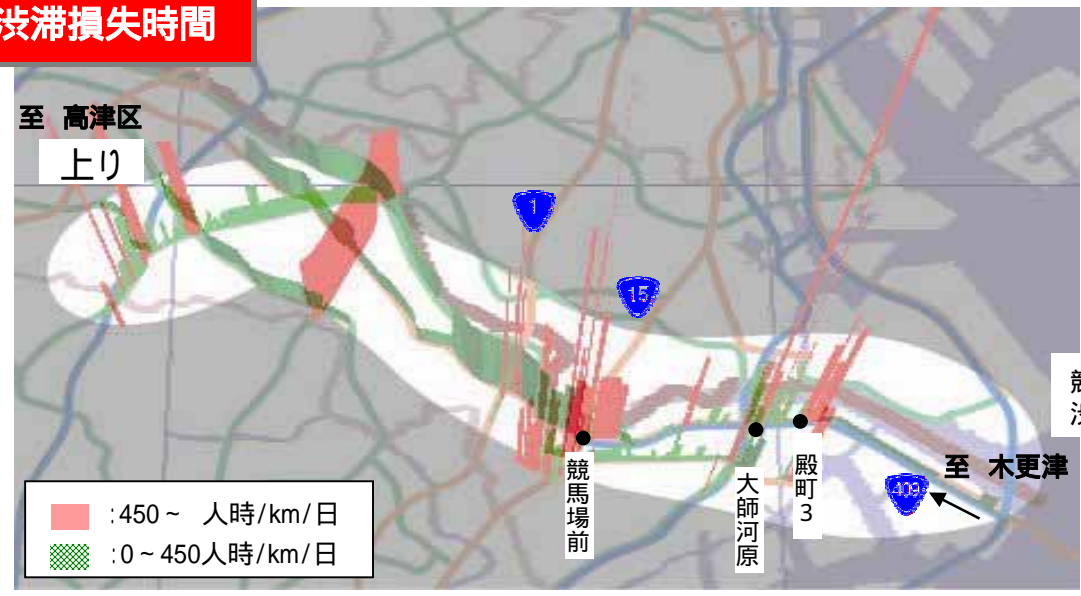 渋滞損失時間
至 高津区
上り
1
15
競馬場前
大師河原
殿町3
至 木更津
409
:450~ 人時/km/日
:0~450人時/km/日